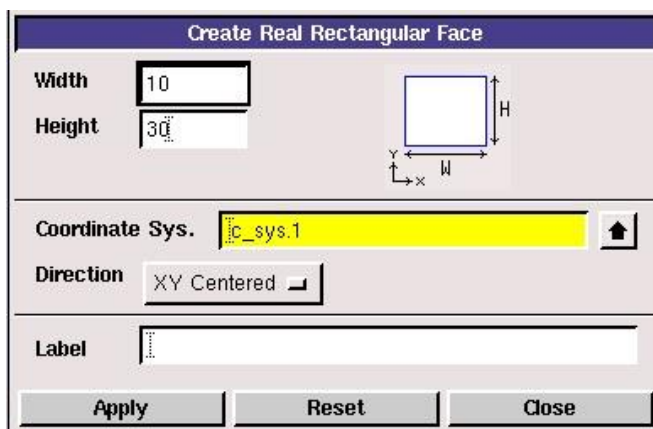 Create Real Rectangular Face
Width 10
Height 30
H
Y
X
W
Coordinate Sys. c_sys.1
Direction XY Centered
Label
Apply Reset Close